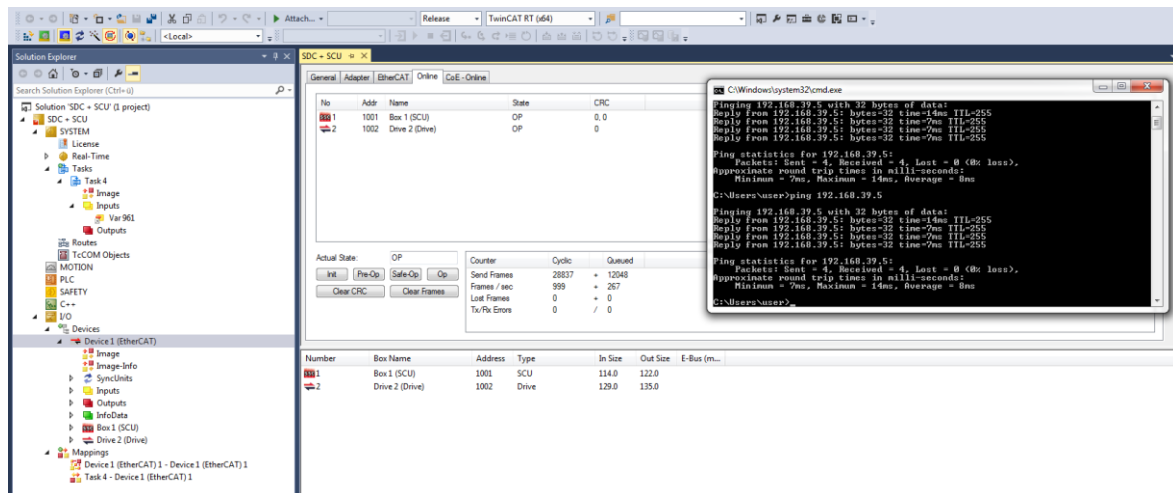 Attach...
Release
TwinCAT RT (x64)
<Local>
Solution Explorer
Search Solution Explorer (Ctrl+ü)
Solution 'SDC + SCU' (1 project)
SDC + SCU
SYSTEM
License
Real-Time
Tasks
Task 4
Image
Inputs
Var 961
Outputs
Routes
TcCOM Objects
MOTION
PLC
SAFETY
C++
I/O
Devices
Device 1 (EtherCAT)
Image
Image-Info
SyncUnits
Inputs
Outputs
InfoData
Box 1 (SCU)
Drive 2 (Drive)
Mappings
Device 1 (EtherCAT) 1 - Device 1 (EtherCAT) 1
Task 4 - Device 1 (EtherCAT) 1
SDC + SCU
General Adapter EtherCAT Online CoE - Online
No Addr Name State CRC
1 1001 Box 1 (SCU) OP 0, 0
2 1002 Drive 2 (Drive) OP 0
Actual State: OP
Init Pre-Op Safe-Op Op
Clear CRC Clear Frames
Counter Cyclic Queued
Send Frames 28837 + 12048
Frames / sec 999 + 267
Lost Frames 0 + 0
Tx/Rx Errors 0 / 0
Number Box Name Address Type In Size Out Size E-Bus (m...
1 Box 1 (SCU) 1001 SCU 114.0 122.0
2 Drive 2 (Drive) 1002 Drive 129.0 135.0
C:\Windows\system32\cmd.exe
Pinging 192.168.39.5 with 32 bytes of data:
Reply from 192.168.39.5: bytes=32 time=14ms TTL=255
Reply from 192.168.39.5: bytes=32 time=7ms TTL=255
Reply from 192.168.39.5: bytes=32 time=7ms TTL=255
Reply from 192.168.39.5: bytes=32 time=7ms TTL=255
Ping statistics for 192.168.39.5:
Packets: Sent = 4, Received = 4, Lost = 0 (0% loss),
Approximate round trip times in milli-seconds:
Minimum = 7ms, Maximum = 14ms, Average = 8ms
C:\Users\user>ping 192.168.39.5
Pinging 192.168.39.5 with 32 bytes of data:
Reply from 192.168.39.5: bytes=32 time=14ms TTL=255
Reply from 192.168.39.5: bytes=32 time=7ms TTL=255
Reply from 192.168.39.5: bytes=32 time=7ms TTL=255
Reply from 192.168.39.5: bytes=32 time=7ms TTL=255
Ping statistics for 192.168.39.5:
Packets: Sent = 4, Received = 4, Lost = 0 (0% loss),
Approximate round trip times in milli-seconds:
Minimum = 7ms, Maximum = 14ms, Average = 8ms
C:\Users\user>_